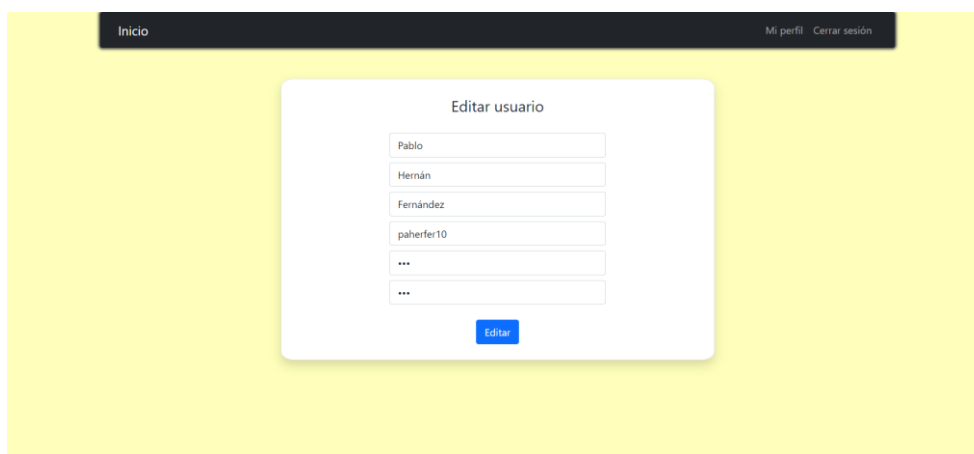 Inicio
Mi perfil Cerrar sesión
Editar usuario
Pablo
Hernán
Fernández
paherfer10
•••
•••
Editar